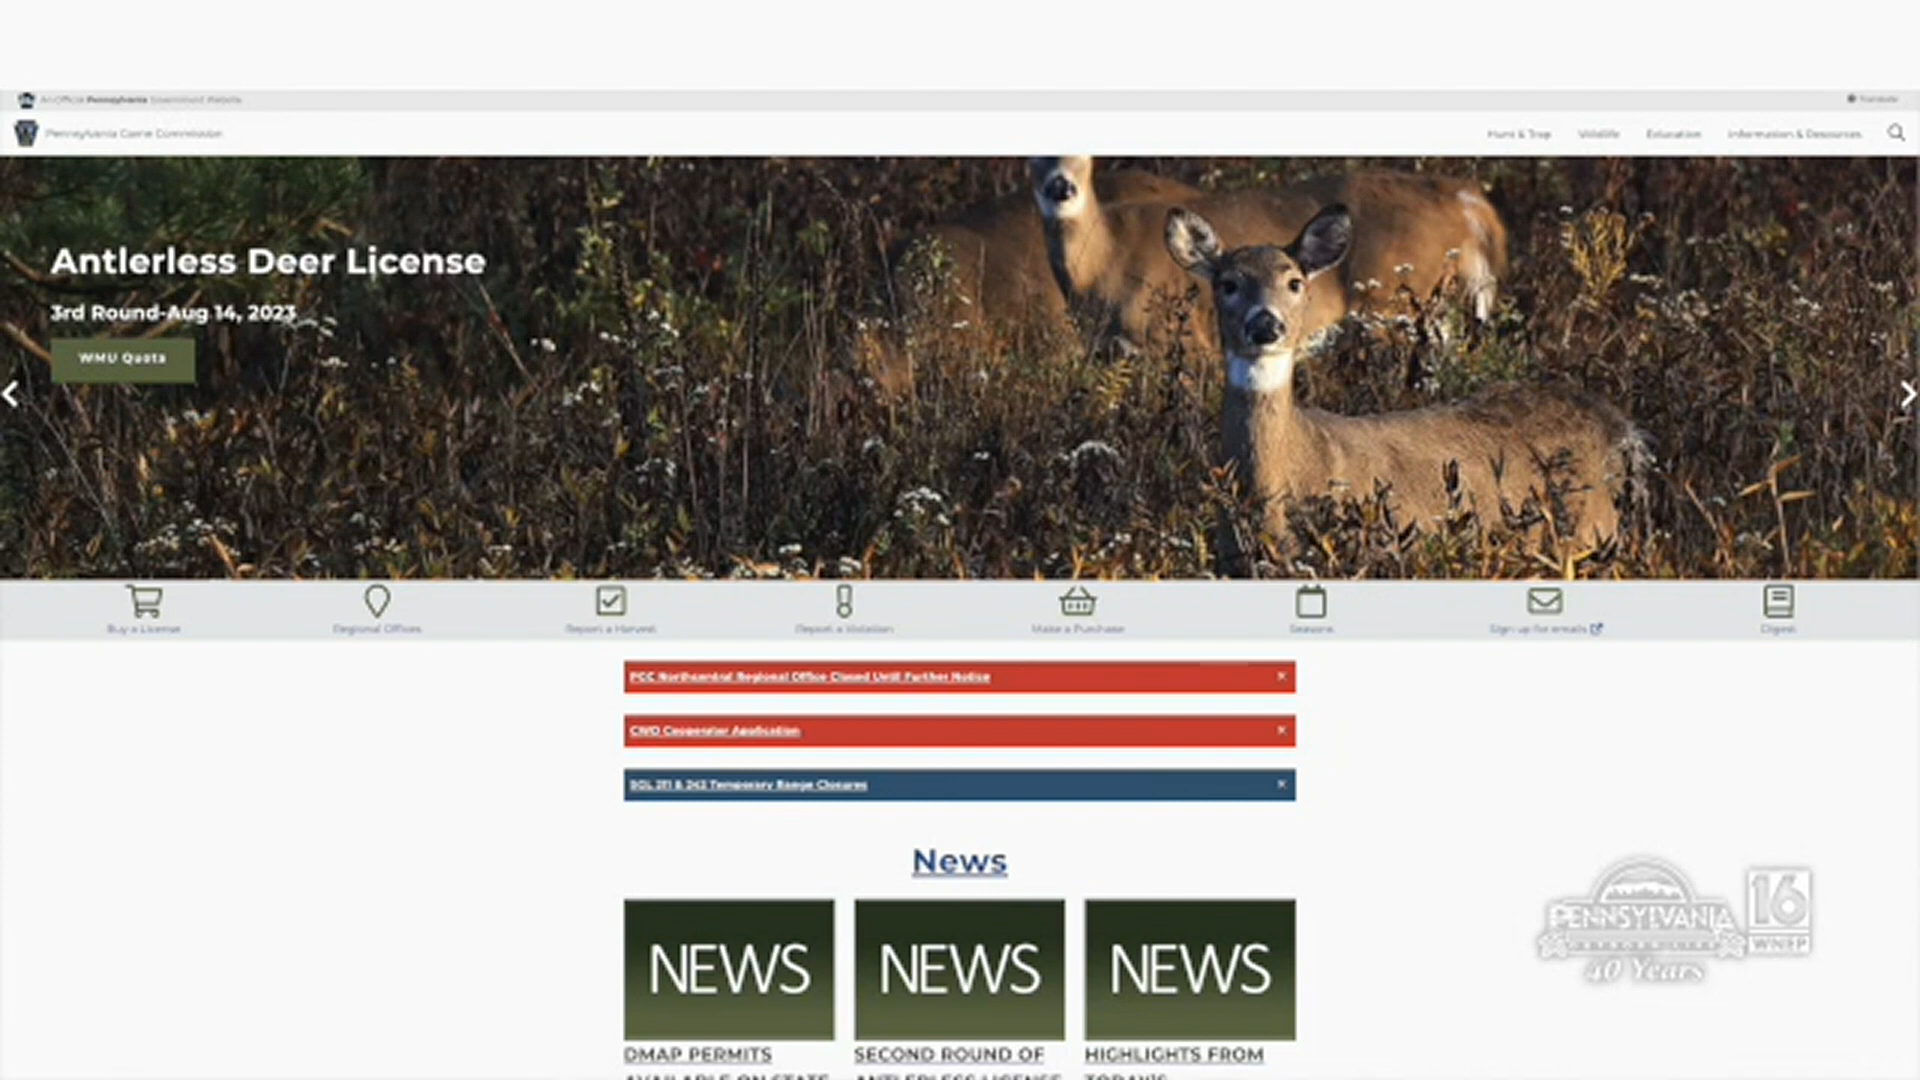 An Official Pennsylvania Government Website
Translate
Pennsylvania Game Commission
Hunt & Trap Wildlife Education Information & Resources
Antlerless Deer License
3rd Round-Aug 14, 2023
WMU Quota
Buy a License Regional Offices Report a Harvest Report a Violation Make a Purchase Seasons Sign up for emails Digest
PGC Northcentral Regional Office Closed Until Further Notice
CWD Cooperator Application
SGL 211 & 242 Temporary Range Closures
News
NEWS NEWS NEWS
DMAP PERMITS SECOND ROUND OF HIGHLIGHTS FROM
AVAILABLE ON STATE ANTLERLESS LICENSE TODAY'S
PENNSYLVANIA
40 Years
16
WNEP